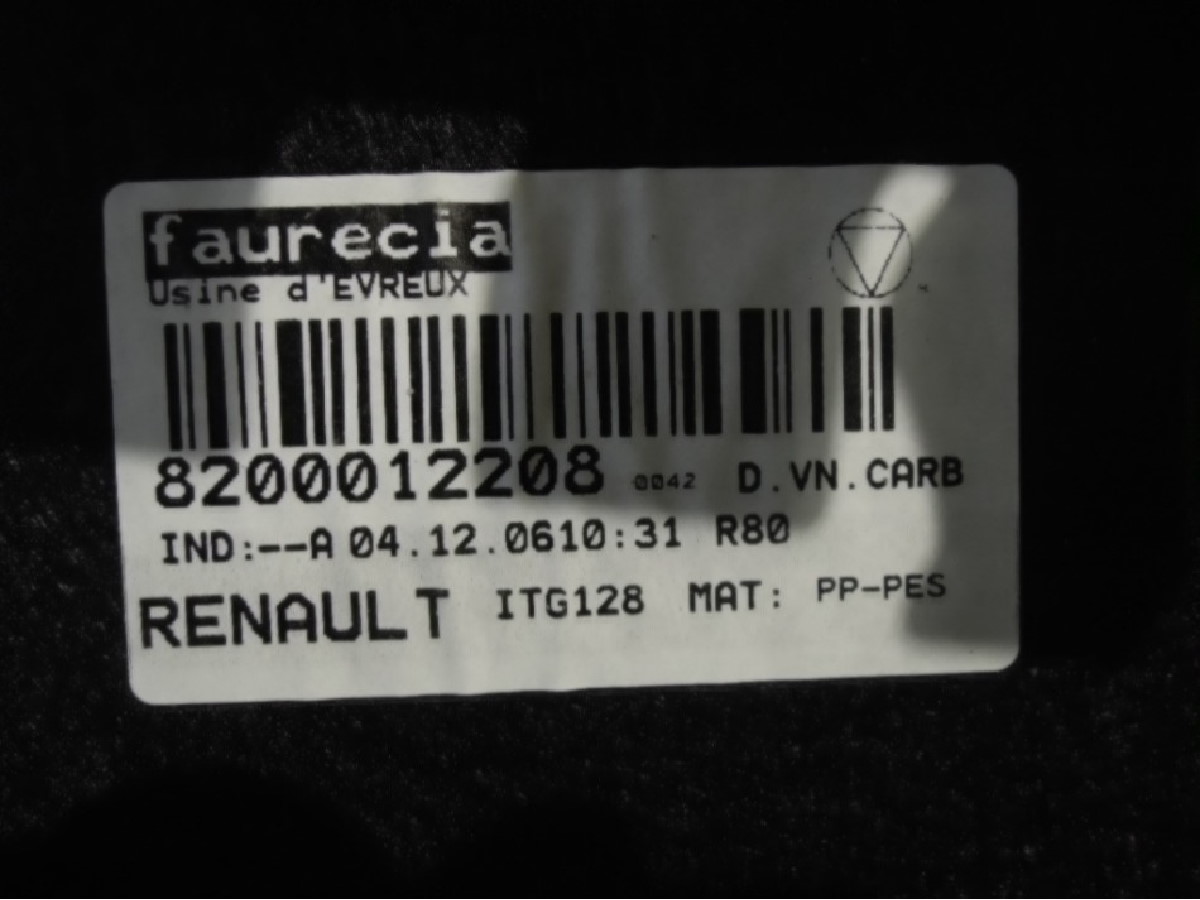 faurecia
Usine d'EVREUX
8200012208 0042 D.VN.CARB
IND:--A 04.12.0610:31 R80
RENAULT ITG128 MAT: PP-PES